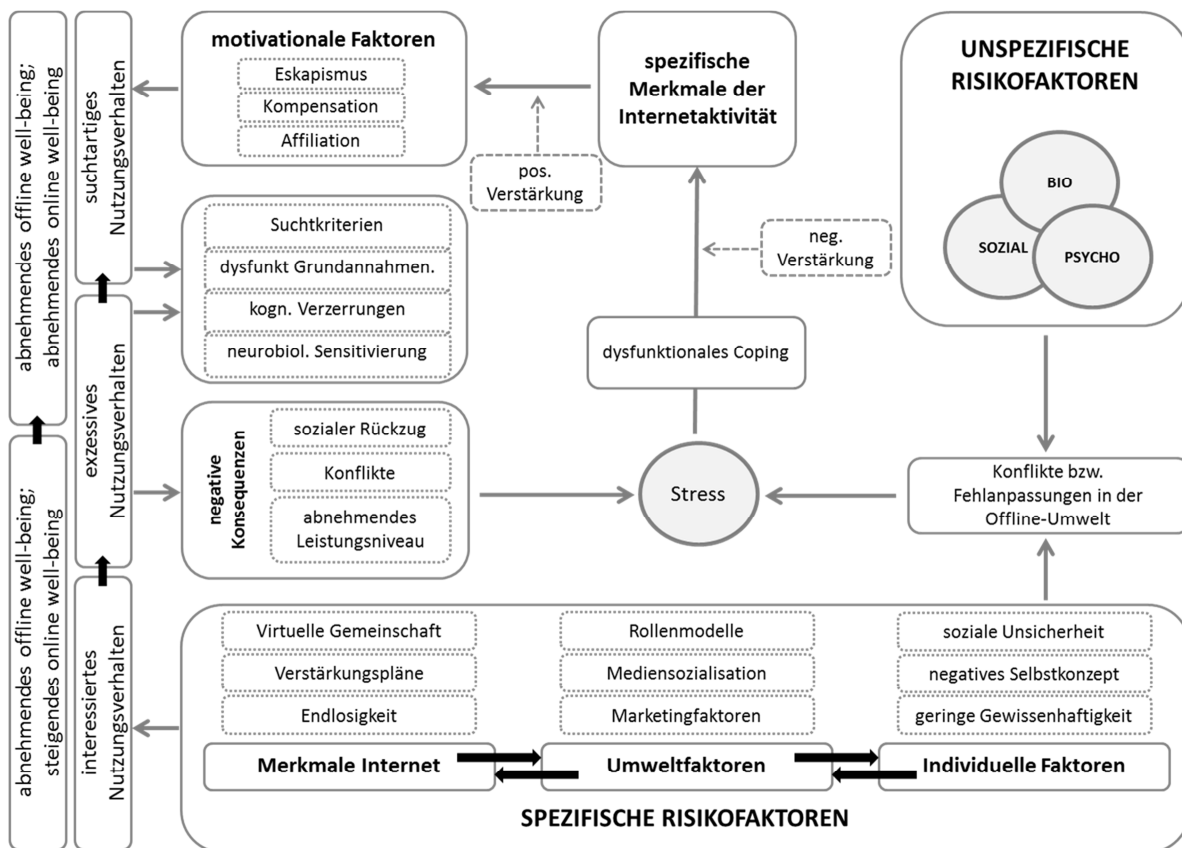 abnehmendes offline well-being;
abnehmendes online well-being
abnehmendes offline well-being;
steigendes online well-being
suchtartiges
Nutzungsverhalten
exzessives
Nutzungsverhalten
interessiertes
Nutzungsverhalten
motivationale Faktoren
Eskapismus
Kompensation
Affiliation
spezifische
Merkmale der
Internetaktivität
pos.
Verstärkung
neg.
Verstärkung
UNSPEZIFISCHE
RISIKOFAKTOREN
BIO
SOZIAL
PSYCHO
Suchtkriterien
dysfunkt Grundannahmen.
kogn. Verzerrungen
neurobiol. Sensitivierung
dysfunktionales Coping
negative
Konsequenzen
sozialer Rückzug
Konflikte
abnehmendes
Leistungsniveau
Stress
Konflikte bzw.
Fehlanpassungen in der
Offline-Umwelt
Virtuelle Gemeinschaft
Verstärkungspläne
Endlosigkeit
Merkmale Internet
Rollenmodelle
Mediensozialisation
Marketingfaktoren
Umweltfaktoren
soziale Unsicherheit
negatives Selbstkonzept
geringe Gewissenhaftigkeit
Individuelle Faktoren
SPEZIFISCHE RISIKOFAKTOREN